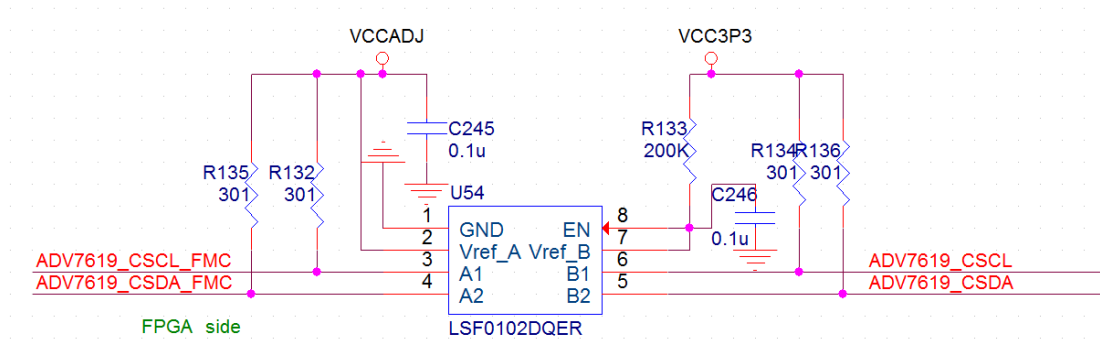 VCCADJ
VCC3P3
C245
0.1u
R133
200K
R135
301
R132
301
R134
301
R136
301
U54
C246
0.1u
1
GND
EN
8
2
Vref_A
Vref_B
7
3
A1
B1
6
4
A2
B2
5
ADV7619_CSCL_FMC
ADV7619_CSDA_FMC
ADV7619_CSCL
ADV7619_CSDA
FPGA side
LSF0102DQER